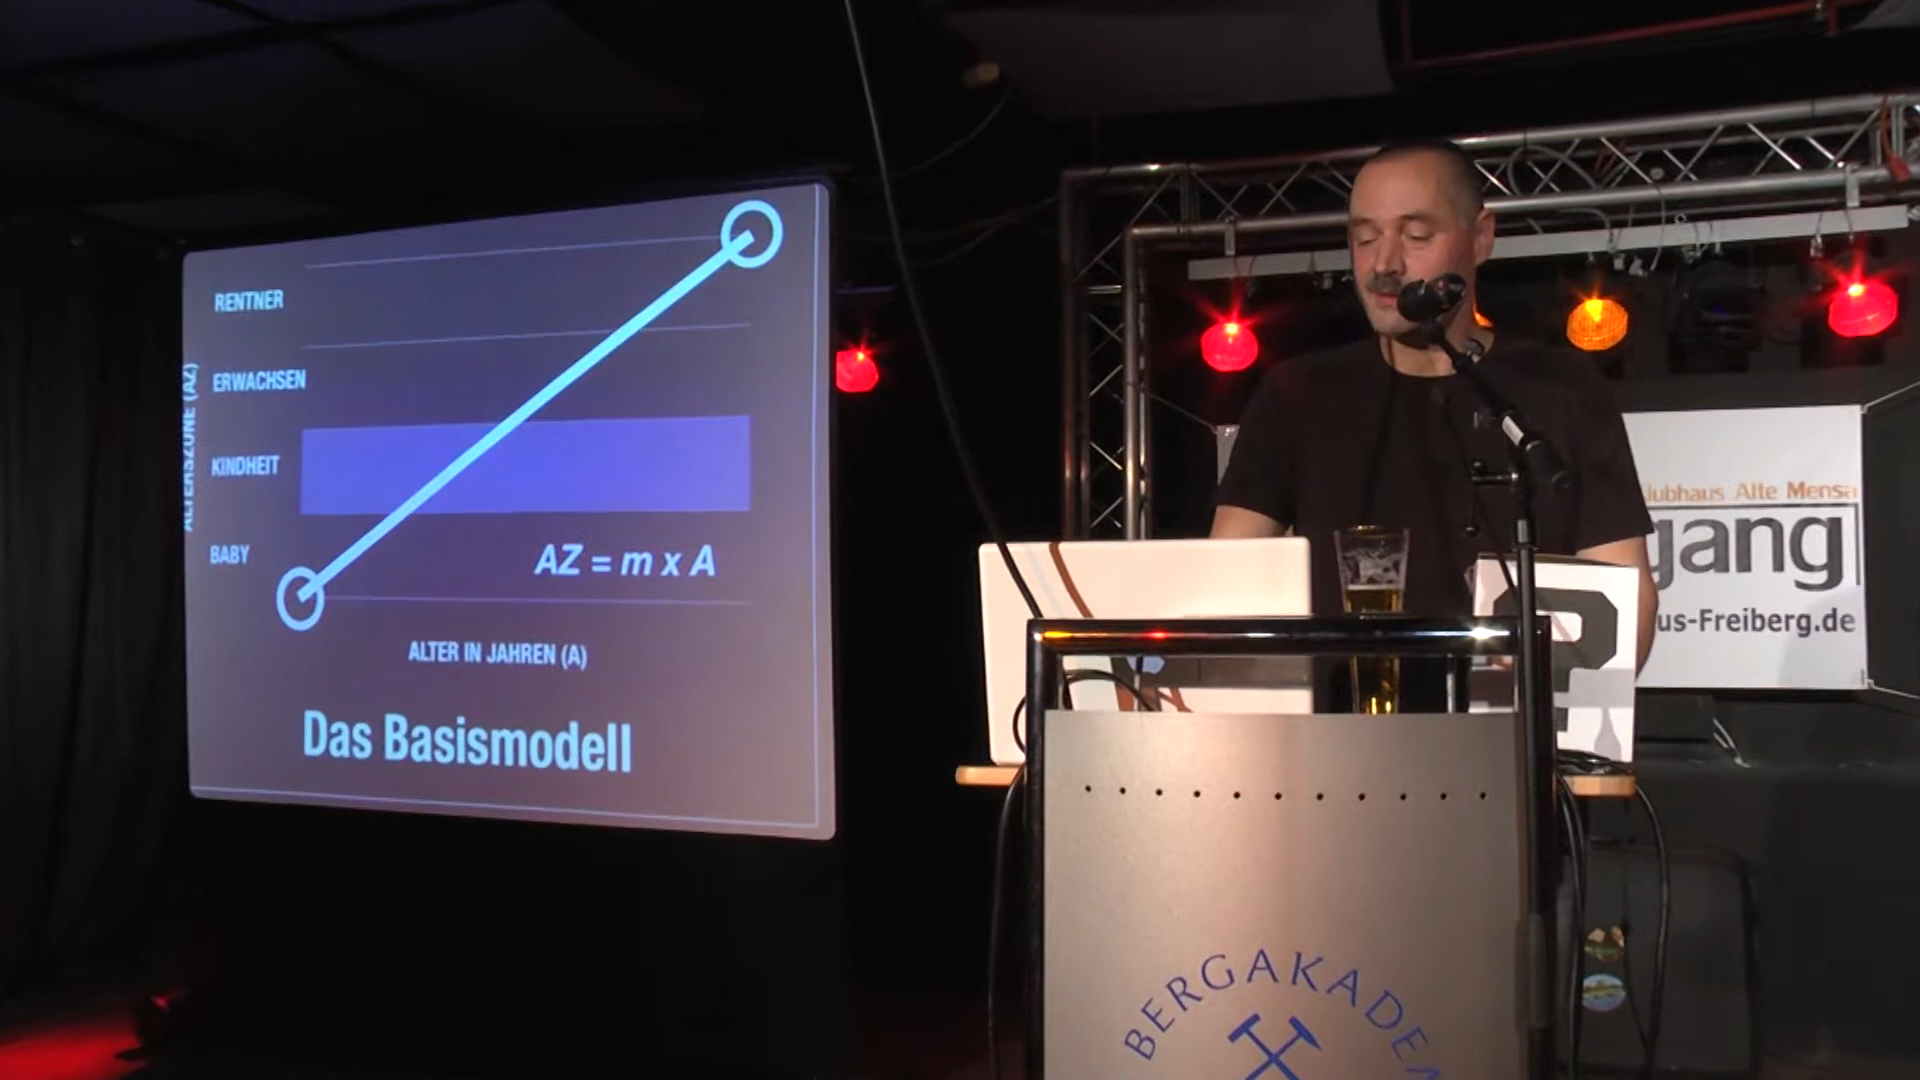 RENTNER
ERWACHSEN
KINDHEIT
BABY
ALTERSZONE (AZ)
AZ = m x A
ALTER IN JAHREN (A)
Das Basismodell
lubhaus Alte Mensa
gang
us-Freiberg.de
?
BERGAKADEM